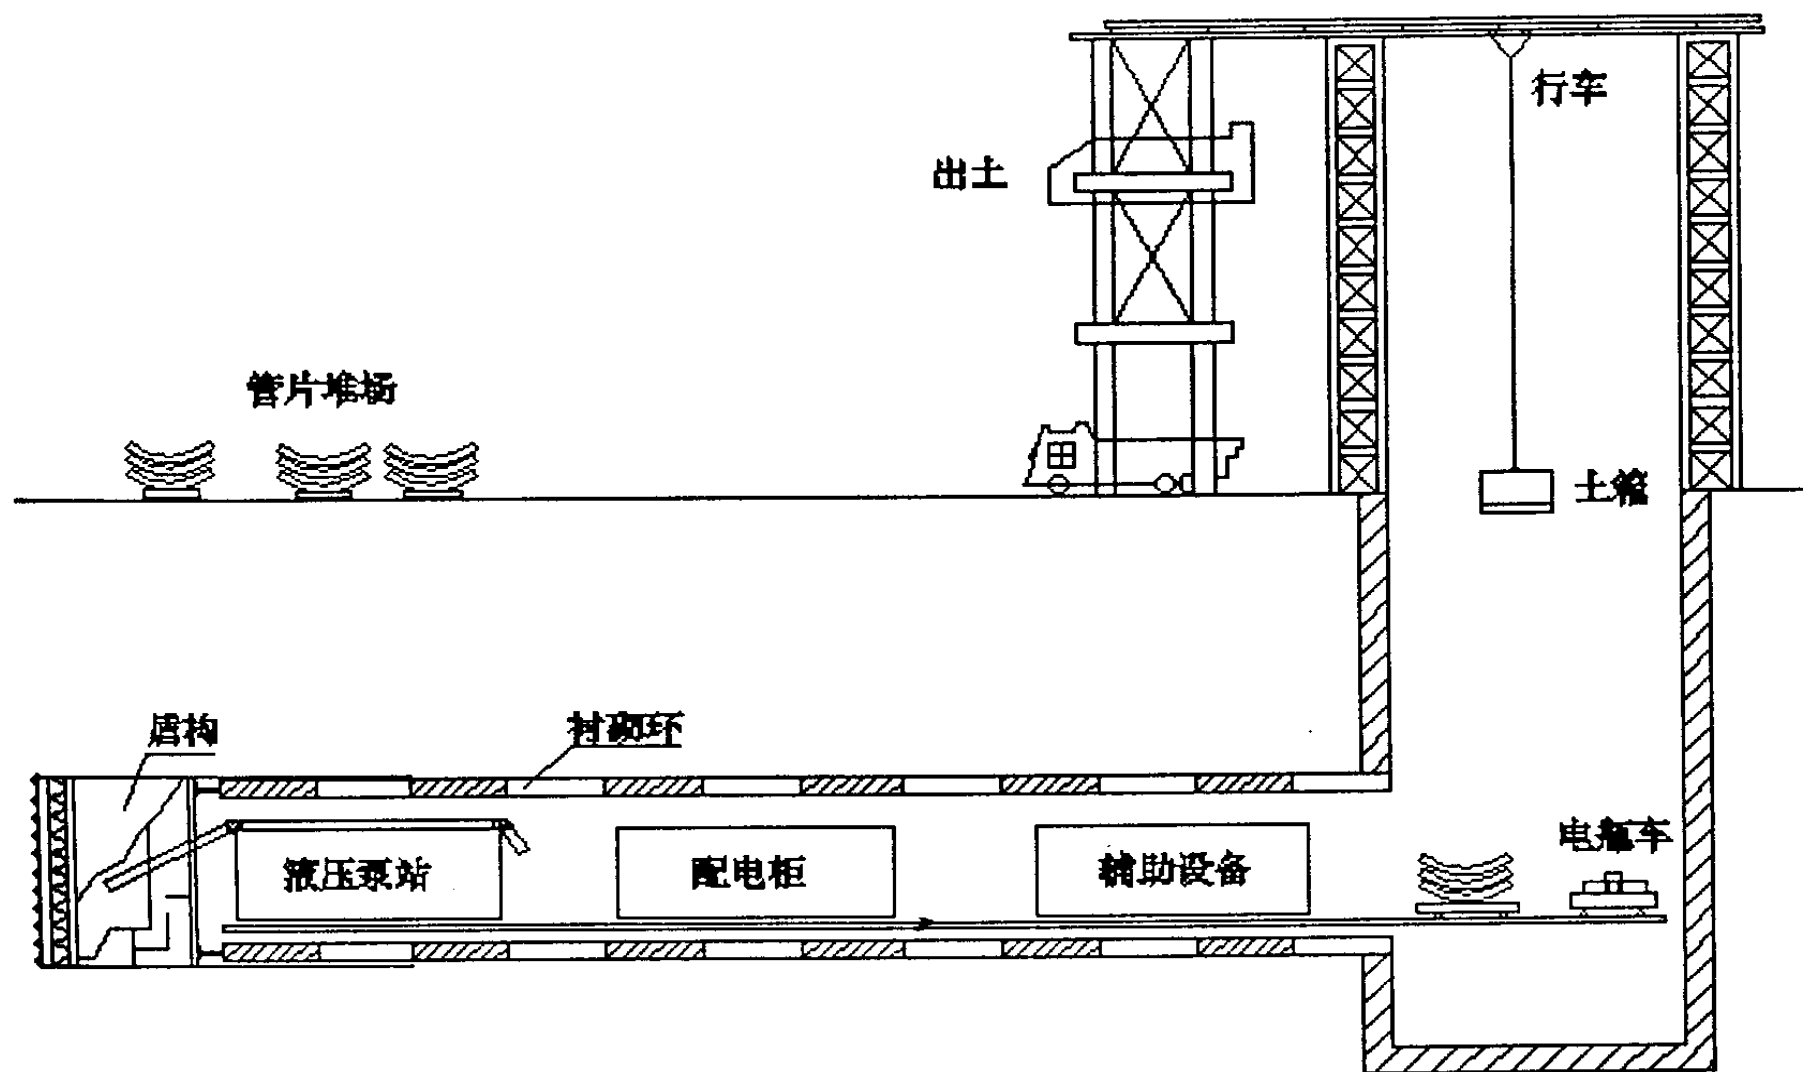 行车
出土
管片堆场
土箱
盾构
衬砌环
电瓶车
液压泵站
配电柜
辅助设备